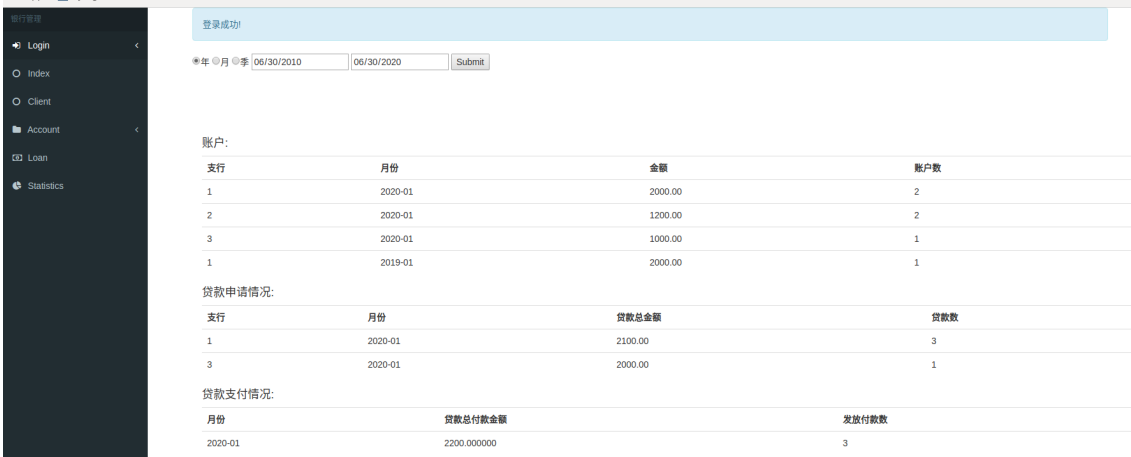 银行管理
登录成功!
Login
年 月 季 06/30/2010 06/30/2020 Submit
Index
Client
Account
Loan
Statistics
账户:
支行 月份 金额 账户数
1 2020-01 2000.00 2
2 2020-01 1200.00 2
3 2020-01 1000.00 1
1 2019-01 2000.00 1
贷款申请情况:
支行 月份 贷款总金额 贷款数
1 2020-01 2100.00 3
3 2020-01 2000.00 1
贷款支付情况:
月份 贷款总付款金额 发放付款数
2020-01 2200.000000 3